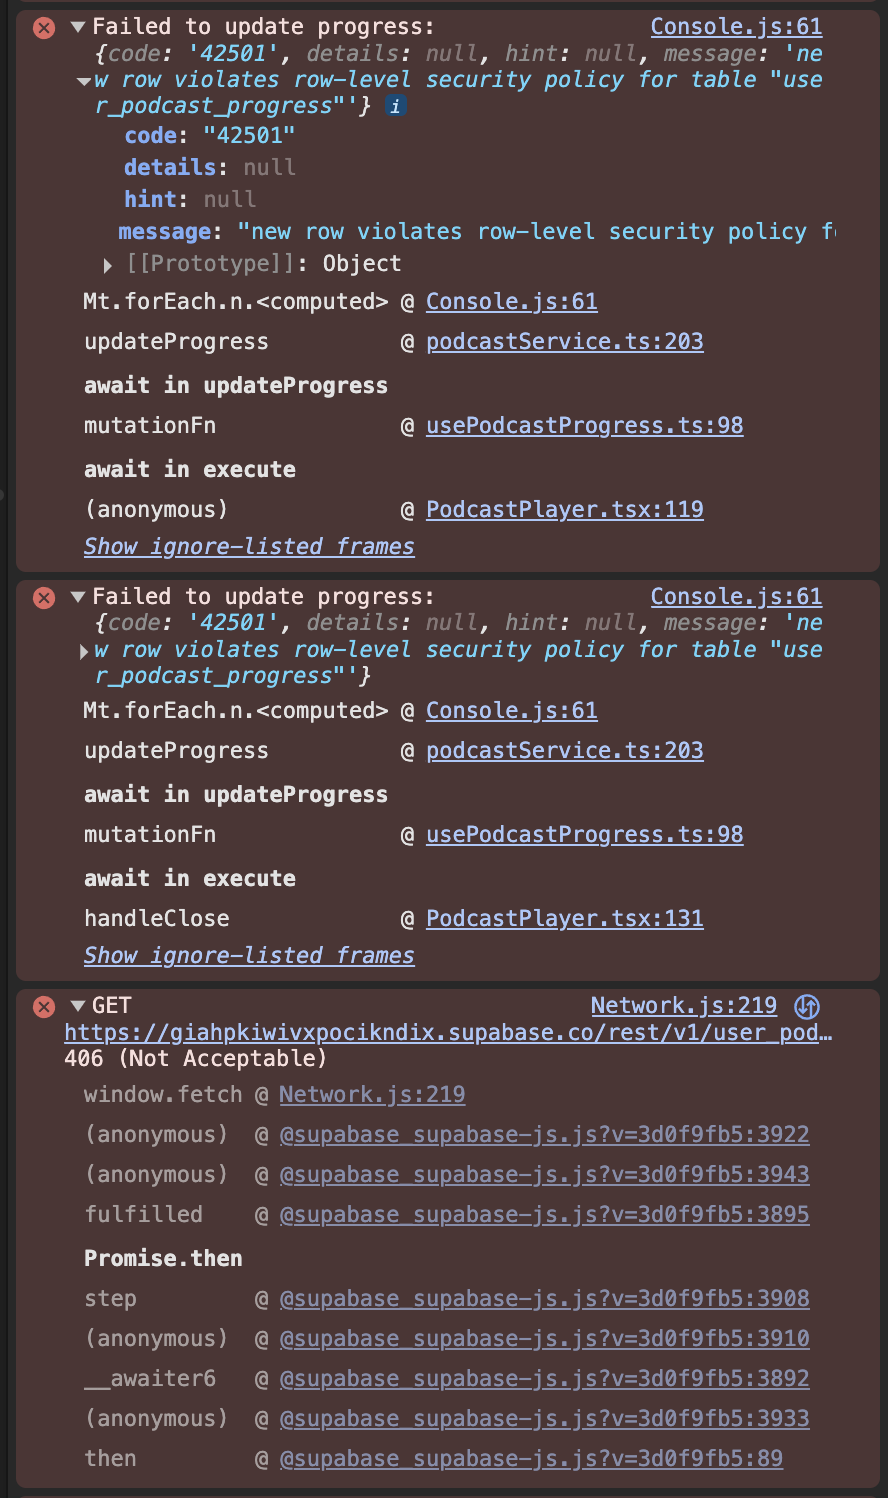 Failed to update progress: Console.js:61
{code: '42501', details: null, hint: null, message: 'ne
w row violates row-level security policy for table "use
r_podcast_progress"'} i
code: "42501"
details: null
hint: null
message: "new row violates row-level security policy fo
[[Prototype]]: Object
Mt.forEach.n.<computed> @ Console.js:61
updateProgress @ podcastService.ts:203
await in updateProgress
mutationFn @ usePodcastProgress.ts:98
await in execute
(anonymous) @ PodcastPlayer.tsx:119
Show ignore-listed frames
Failed to update progress: Console.js:61
{code: '42501', details: null, hint: null, message: 'ne
w row violates row-level security policy for table "use
r_podcast_progress"'}
Mt.forEach.n.<computed> @ Console.js:61
updateProgress @ podcastService.ts:203
await in updateProgress
mutationFn @ usePodcastProgress.ts:98
await in execute
handleClose @ PodcastPlayer.tsx:131
Show ignore-listed frames
GET Network.js:219
https://giahpkiwivxpocikndix.supabase.co/rest/v1/user_pod…
406 (Not Acceptable)
window.fetch @ Network.js:219
(anonymous) @ @supabase_supabase-js.js?v=3d0f9fb5:3922
(anonymous) @ @supabase_supabase-js.js?v=3d0f9fb5:3943
fulfilled @ @supabase_supabase-js.js?v=3d0f9fb5:3895
Promise.then
step @ @supabase_supabase-js.js?v=3d0f9fb5:3908
(anonymous) @ @supabase_supabase-js.js?v=3d0f9fb5:3910
__awaiter6 @ @supabase_supabase-js.js?v=3d0f9fb5:3892
(anonymous) @ @supabase_supabase-js.js?v=3d0f9fb5:3933
then @ @supabase_supabase-js.js?v=3d0f9fb5:89